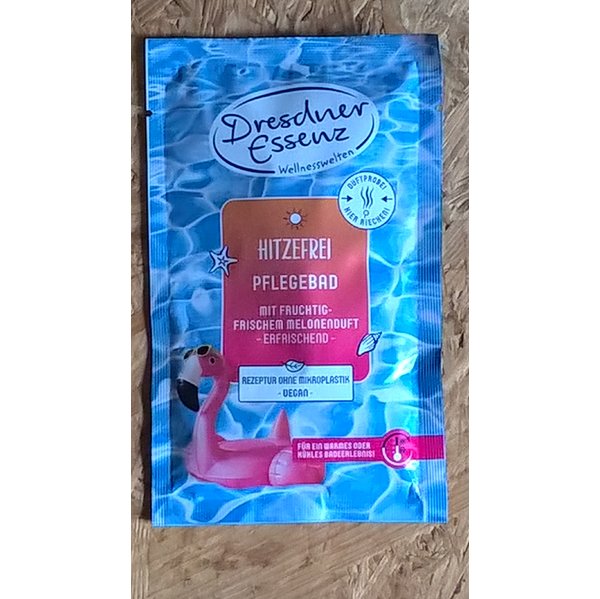 Dresdner
Essenz
Wellnesswelten
DUFTPROBE!
HIER RIECHEN!
HITZEFREI
PFLEGEBAD
MIT FRUCHTIG-
FRISCHEM MELONENDUFT
- ERFRISCHEND -
REZEPTUR OHNE MIKROPLASTIK
- VEGAN -
FÜR EIN WARMES ODER
KÜHLES BADEERLEBNIS!